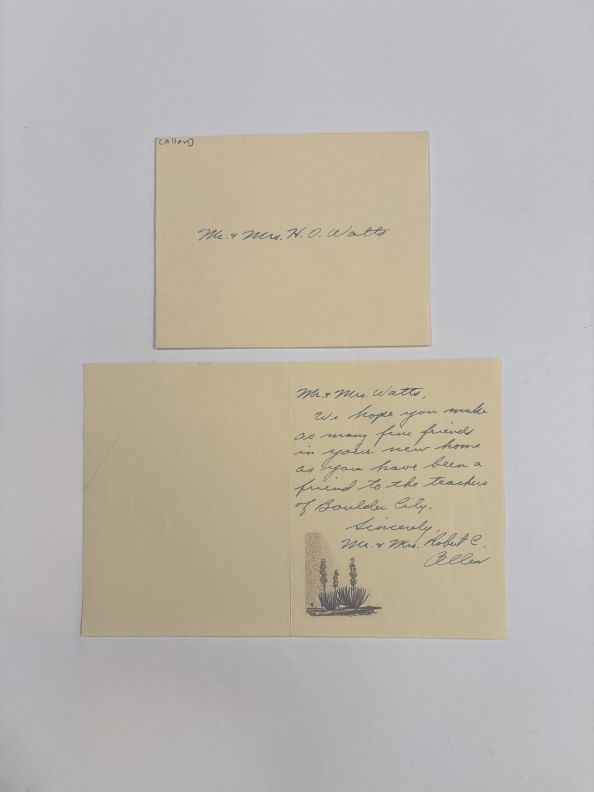 [Allen]
Mr. & Mrs. H. O. Watts
Mr. & Mrs. Watts,
We hope you make
as many fine friends
in your new home
as you have been a
friend to the teachers
of Boulder City.
Sincerely,
Mr. & Mrs. Robert C.
Allen